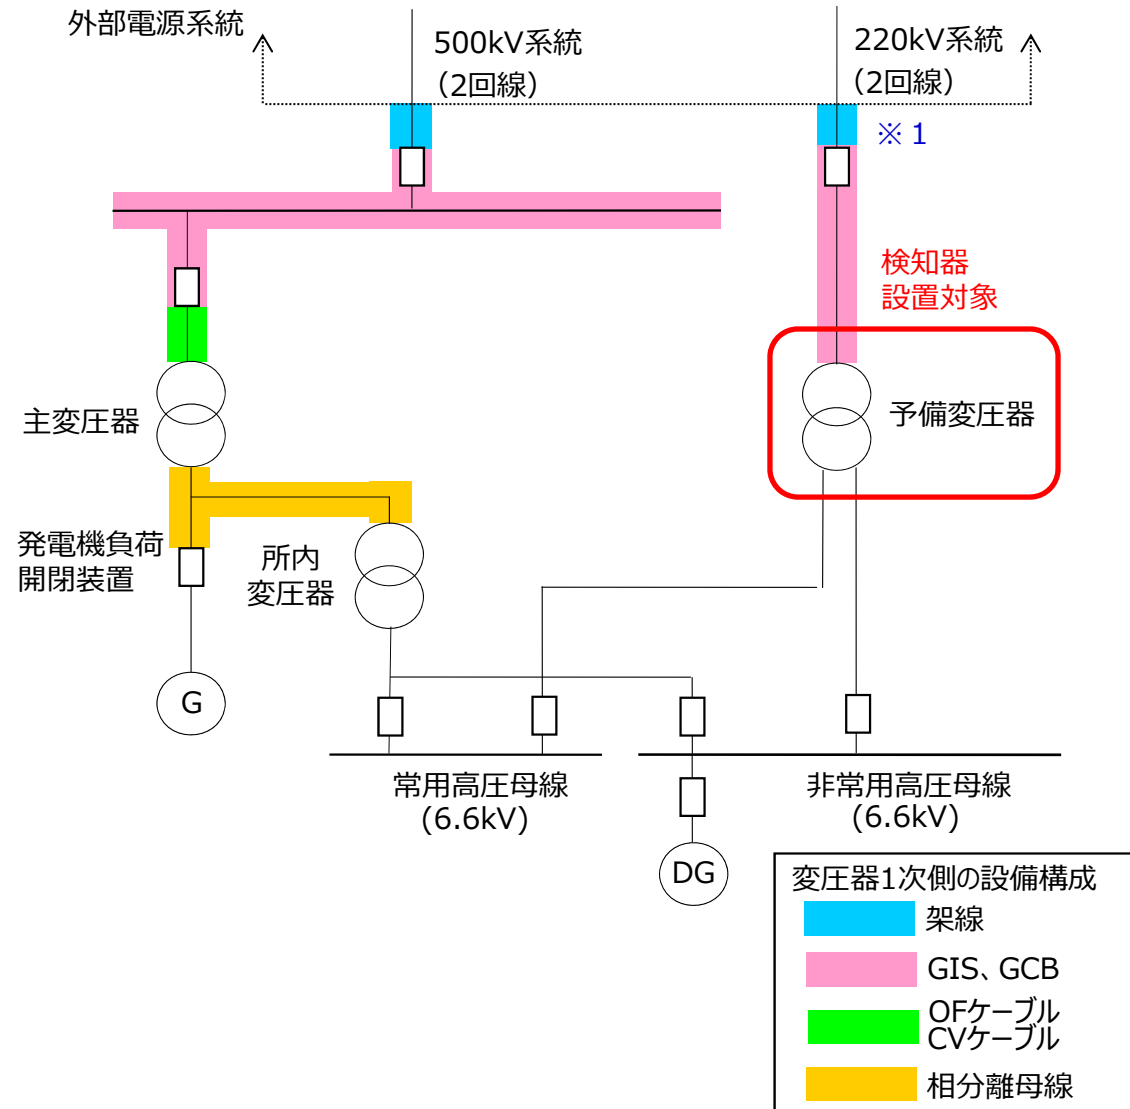 外部電源系統
500kV系統
(2回線)
220kV系統
(2回線)
※1
検知器
設置対象
主変圧器
予備変圧器
発電機負荷
開閉装置
所内
変圧器
G
常用高圧母線
(6.6kV)
非常用高圧母線
(6.6kV)
DG
変圧器1次側の設備構成
架線
GIS、GCB
OFケーブル
CVケーブル
相分離母線